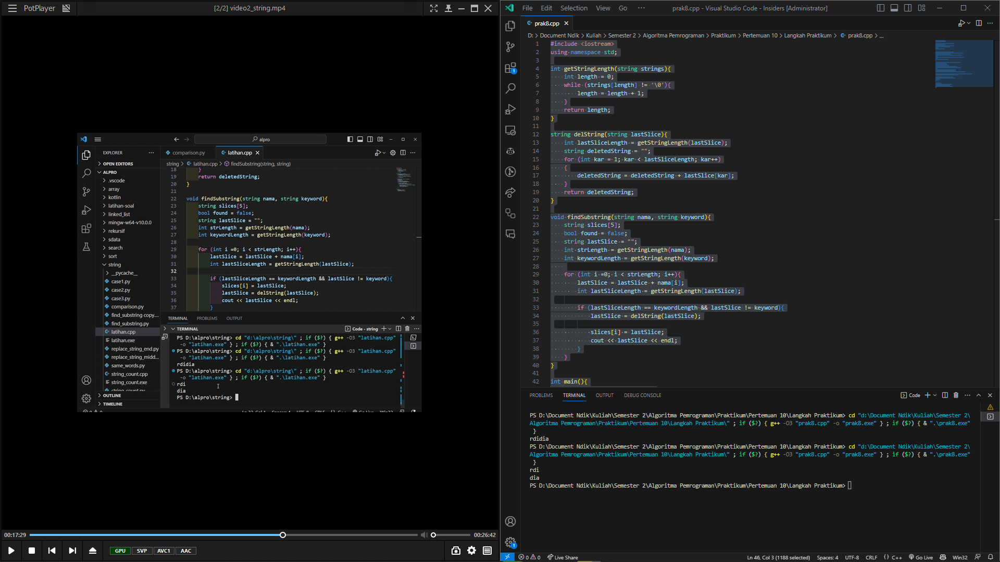 PotPlayer
[2/2] video2_string.mp4
alpro
EXPLORER
OPEN EDITORS
ALPRO
.vscode
array
kotlin
latihan-soal
linked_list
mingw-w64-v10.0.0
rekursif
sdata
search
sort
string
__pycache__
case1.py
case2.py
case3.py
comparison.py
find_substring copy....
find_substring.py
latihan.cpp
latihan.exe
replace_string_end.py
replace_string_midd...
same_words.py
string_count.cpp
string_count.exe
string_count.py
OUTLINE
TIMELINE
comparison.py
latihan.cpp
string > latihan.cpp > findSubstring(string, string)
18 }
19 return deletedString;
20 }
21
22 void findSubstring(string nama, string keyword){
23 string slices[5];
24 bool found = false;
25 string lastSlice = "";
26 int strLength = getStringLength(nama);
27 int keywordLength = getStringLength(keyword);
28
29 for (int i =0; i < strLength; i++){
30 lastSlice = lastSlice + nama[i];
31 int lastSliceLength = getStringLength(lastSlice);
32
33 if (lastSliceLength == keywordLength && lastSlice != keyword){
34 slices[i] = lastSlice;
35 lastSlice = delString(lastSlice);
36 cout << lastSlice << endl;
37 }
TERMINAL PROBLEMS OUTPUT
TERMINAL
Code - string
PS D:\alpro\string> cd "d:\alpro\string\" ; if ($?) { g++ -O3 "latihan.cpp"
-o "latihan.exe" } ; if ($?) { & ".\latihan.exe" }
PS D:\alpro\string> cd "d:\alpro\string\" ; if ($?) { g++ -O3 "latihan.cpp"
-o "latihan.exe" } ; if ($?) { & ".\latihan.exe" }
rdidia
PS D:\alpro\string> cd "d:\alpro\string\" ; if ($?) { g++ -O3 "latihan.cpp"
-o "latihan.exe" } ; if ($?) { & ".\latihan.exe" }
rdi
dia
PS D:\alpro\string>
00:17:29
00:26:42
GPU SVP AVC1 AAC
File Edit Selection View Go ···
prak8.cpp - Visual Studio Code - Insiders [Administrator]
prak8.cpp
D: > Document Ndik > Kuliah > Semester 2 > Algoritma Pemrograman > Praktikum > Pertemuan 10 > Langkah Praktikum > prak8.cpp > ...
1 #include <iostream>
2 using namespace std;
3
4 int getStringLength(string strings){
5 int length = 0;
6 while (strings[length] != '\0'){
7 length = length + 1;
8 }
9 return length;
10 }
11
12 string delString(string lastSlice){
13 int lastSliceLength = getStringLength(lastSlice);
14 string deletedString = "";
15 for (int kar = 1; kar < lastSliceLength; kar++)
16 {
17 deletedString = deletedString + lastSlice[kar];
18 }
19 return deletedString;
20 }
21
22 void findSubstring(string nama, string keyword){
23 string slices[5];
24 bool found = false;
25 string lastSlice = "";
26 int strLength = getStringLength(nama);
27 int keywordLength = getStringLength(keyword);
28
29 for (int i =0; i < strLength; i++){
30 lastSlice = lastSlice + nama[i];
31 int lastSliceLength = getStringLength(lastSlice);
32
33 if (lastSliceLength == keywordLength && lastSlice != keyword){
34 lastSlice = delString(lastSlice);
35
36 slices[i] = lastSlice;
37 cout << lastSlice << endl;
38 }
39 }
40 }
41
42 int main(){
PROBLEMS TERMINAL OUTPUT DEBUG CONSOLE
Code
PS D:\Document Ndik\Kuliah\Semester 2\Algoritma Pemrograman\Praktikum\Pertemuan 10\Langkah Praktikum> cd "d:\Document Ndik\Kuliah\Semester 2\
Algoritma Pemrograman\Praktikum\Pertemuan 10\Langkah Praktikum\" ; if ($?) { g++ -O3 "prak8.cpp" -o "prak8.exe" } ; if ($?) { & ".\prak8.exe"
}
rdidia
PS D:\Document Ndik\Kuliah\Semester 2\Algoritma Pemrograman\Praktikum\Pertemuan 10\Langkah Praktikum> cd "d:\Document Ndik\Kuliah\Semester 2\
Algoritma Pemrograman\Praktikum\Pertemuan 10\Langkah Praktikum\" ; if ($?) { g++ -O3 "prak8.cpp" -o "prak8.exe" } ; if ($?) { & ".\prak8.exe"
}
rdi
dia
PS D:\Document Ndik\Kuliah\Semester 2\Algoritma Pemrograman\Praktikum\Pertemuan 10\Langkah Praktikum>
0 0 Live Share
Ln 46, Col 3 (1188 selected) Spaces: 4 UTF-8 CRLF {} C++ Go Live Win32